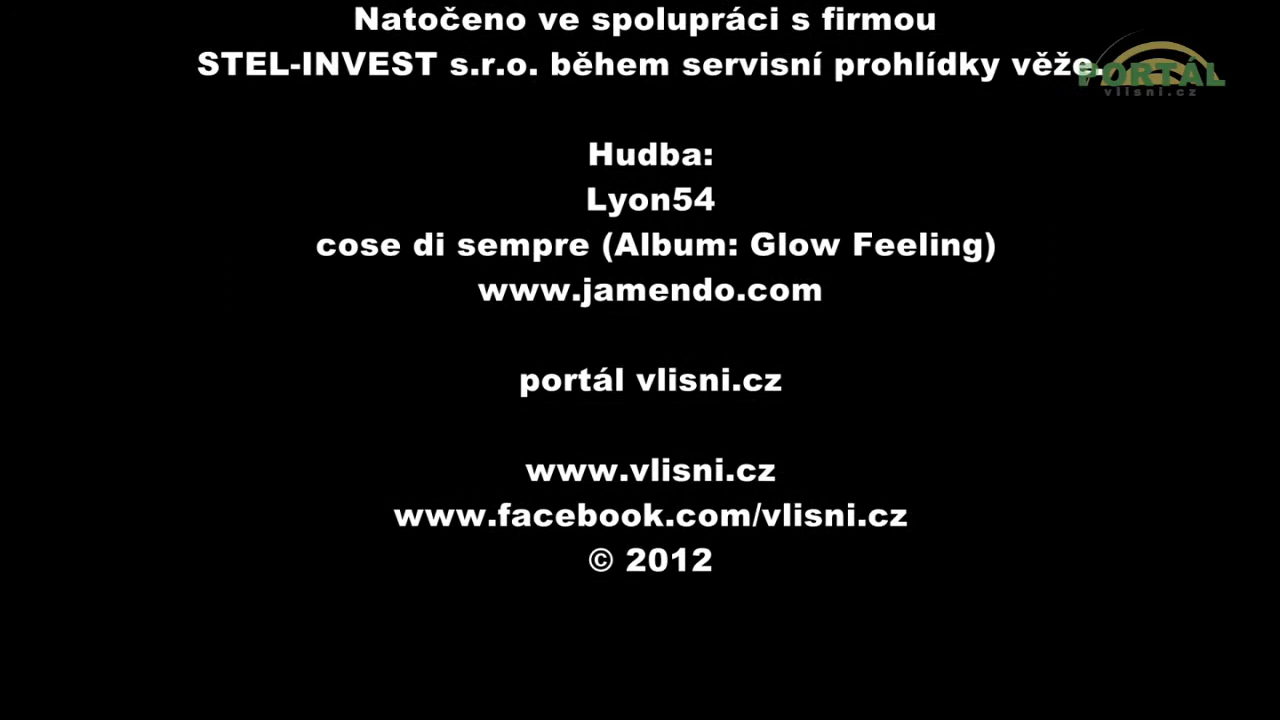 Natočeno ve spolupráci s firmou
STEL-INVEST s.r.o. během servisní prohlídky věže.
PORTÁL
vlisni.cz
Hudba:
Lyon54
cose di sempre (Album: Glow Feeling)
www.jamendo.com
portál vlisni.cz
www.vlisni.cz
www.facebook.com/vlisni.cz
© 2012